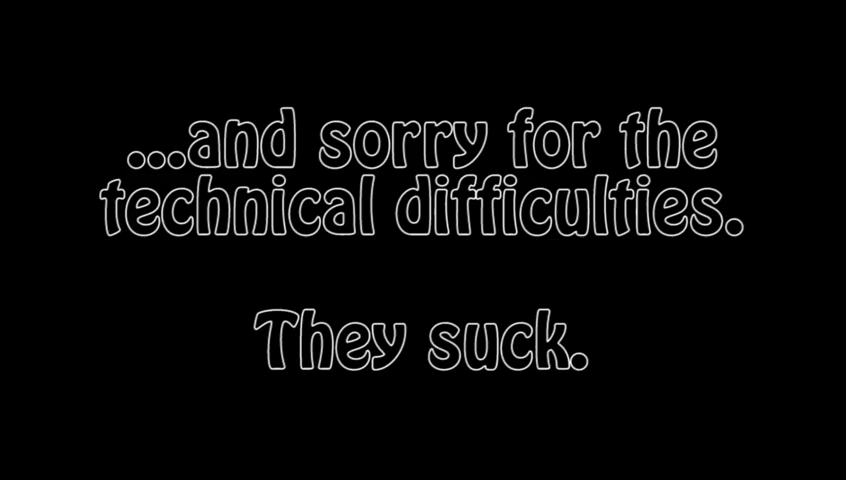 ...and sorry for the
technical difficulties.
They suck.